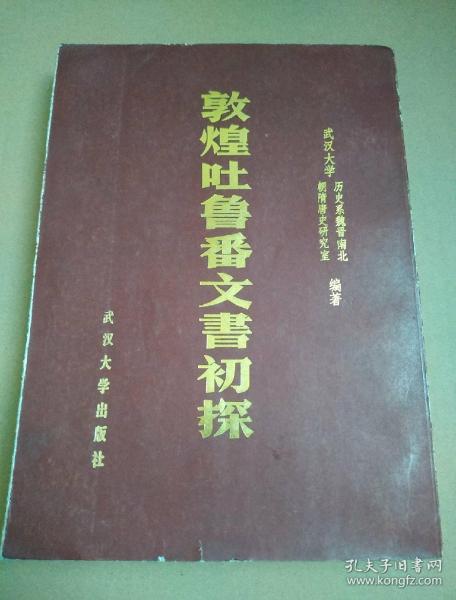 武汉大学
历史系魏晋南北
朝隋唐史研究室
编著
敦煌吐鲁番文書初探
武汉大学出版社
孔夫子旧书网
www.kongfz.com